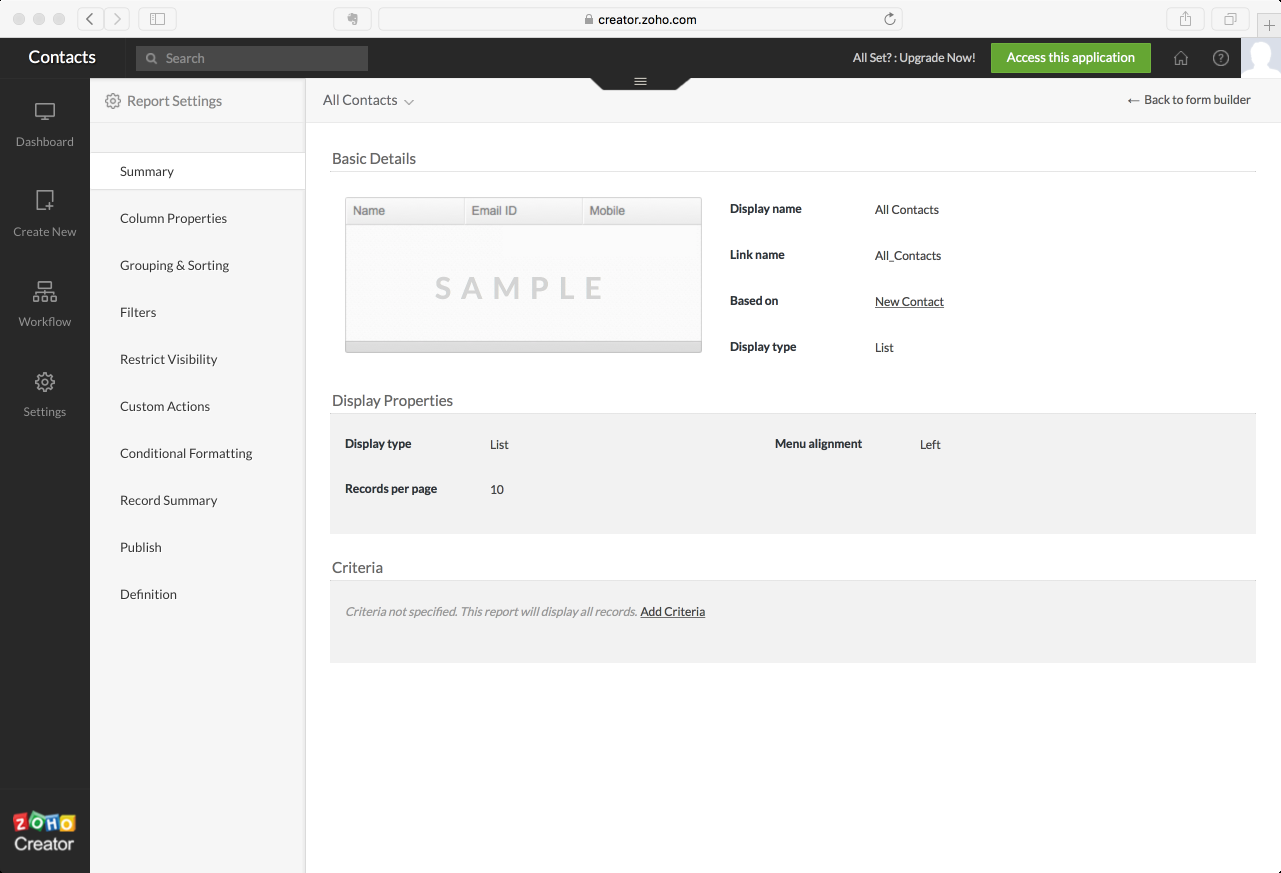 creator.zoho.com
Contacts
Search
All Set? : Upgrade Now!
Access this application
?
Report Settings
All Contacts
← Back to form builder
Dashboard
Create New
Workflow
Settings
Summary
Column Properties
Grouping & Sorting
Filters
Restrict Visibility
Custom Actions
Conditional Formatting
Record Summary
Publish
Definition
Basic Details
Name Email ID Mobile
SAMPLE
Display name All Contacts
Link name All_Contacts
Based on New Contact
Display type List
Display Properties
Display type List Menu alignment Left
Records per page 10
Criteria
Criteria not specified. This report will display all records. Add Criteria
ZOHO
Creator